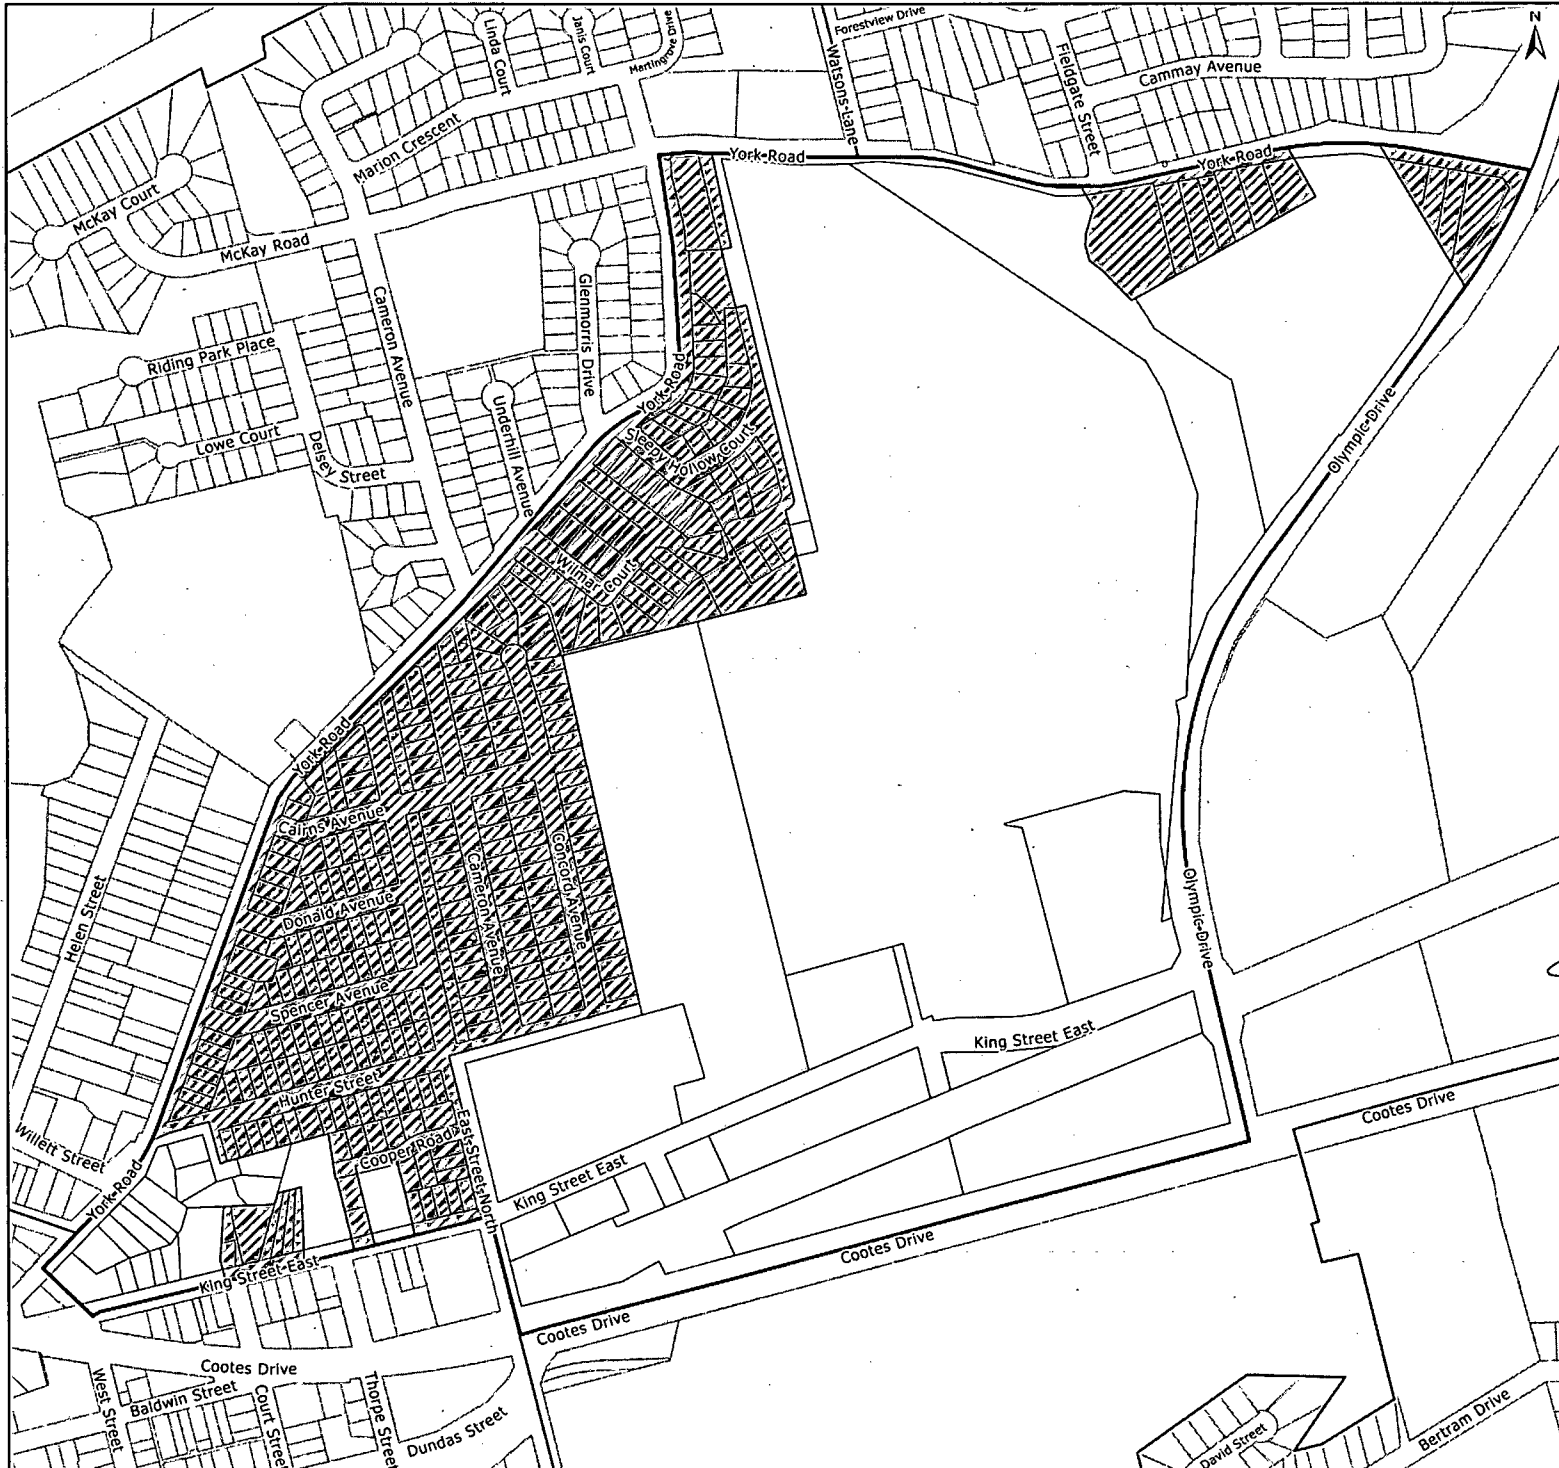 N
Forestview Drive
Linda Court
Janis Court
Martingrove Drive
Watsons Lane
Fieldgate Street
Cammay Avenue
Marion Crescent
York Road
York Road
McKay Court
McKay Road
Cameron Avenue
Glenmorris Drive
Riding Park Place
York Road
Olympic Drive
Underhill Avenue
Lowe Court
Delsey Street
Sleepy Hollow Court
Wilmar Court
York Road
Cairns Avenue
Cameron Avenue
Concord Avenue
Helen Street
Donald Avenue
Olympic Drive
Spencer Avenue
King Street East
Hunter Street
Cootes Drive
Willett Street
Cooper Road
East Street North
York Road
King Street East
Cootes Drive
King Street East
Cootes Drive
Cootes Drive
West Street
Baldwin Street
Court Street
Thorpe Street
Dundas Street
David Street
Bertram Drive